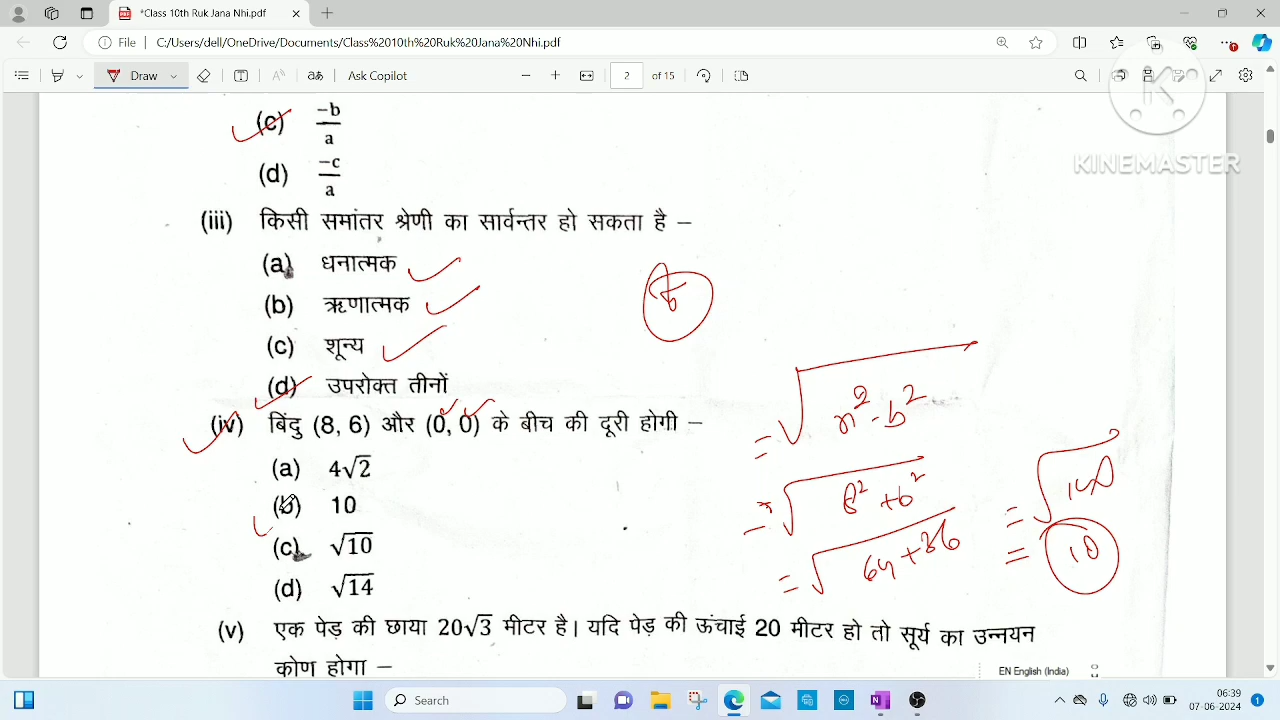 *Class 10th Ruk Jana Nhi.pdf
File
C:/Users/dell/OneDrive/Documents/Class%2010th%20Ruk%20Jana%20Nhi.pdf
Draw
Ask Copilot
2 of 15
KINEMASTER
(c) -b/a
(d) -c/a
(iii) किसी समांतर श्रेणी का सार्वन्तर हो सकता है –
(a) धनात्मक
(b) ऋणात्मक
(c) शून्य
(d) उपरोक्त तीनों
(iv) बिंदु (8, 6) और (0, 0) के बीच की दूरी होगी –
(a) 4√2
(b) 10
(c) √10
(d) √14
(v) एक पेड़ की छाया 20√3 मीटर है। यदि पेड़ की ऊंचाई 20 मीटर हो तो सूर्य का उन्नयन
कोण होगा –
= √64+36
= 10
EN English (India)
Search
06:39
07-06-2024